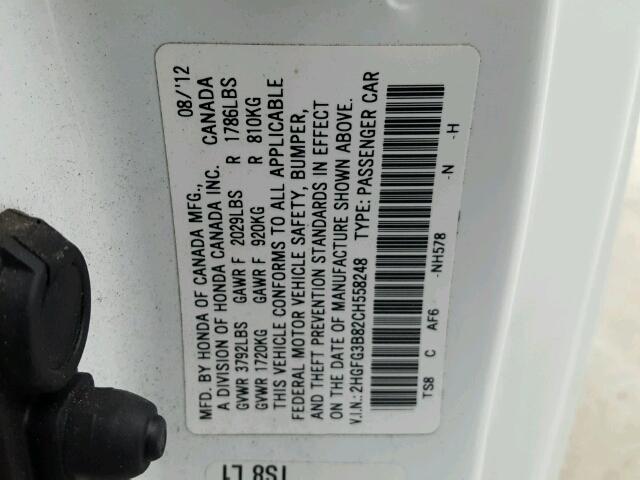 MFD. BY HONDA OF CANADA MFG., 08/'12
A DIVISION OF HONDA CANADA INC. CANADA
GVWR 3792LBS GAWR F 2029LBS R 1786LBS
GVWR 1720KG GAWR F 920KG R 810KG
THIS VEHICLE CONFORMS TO ALL APPLICABLE
FEDERAL MOTOR VEHICLE SAFETY, BUMPER,
AND THEFT PREVENTION STANDARDS IN EFFECT
ON THE DATE OF MANUFACTURE SHOWN ABOVE.
V.I.N.: 2HGFG3B82CH558248 TYPE: PASSENGER CAR
TS8 C AF6 -NH578 -N -H
TS8 L1